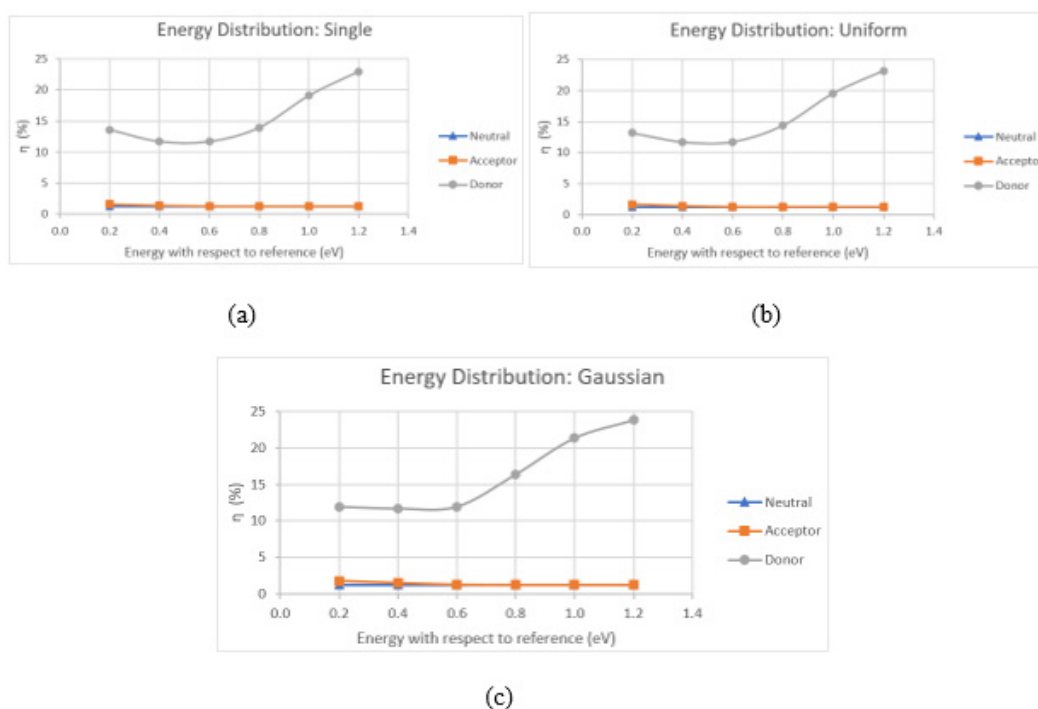 Energy Distribution: Single
25
20
15
10
5
0
η (%)
0.0 0.2 0.4 0.6 0.8 1.0 1.2 1.4
Energy with respect to reference (eV)
Neutral
Acceptor
Donor
(a)
Energy Distribution: Uniform
25
20
15
10
5
0
η (%)
0.0 0.2 0.4 0.6 0.8 1.0 1.2 1.4
Energy with respect to reference (eV)
Neutral
Acceptor
Donor
(b)
Energy Distribution: Gaussian
25
20
15
10
5
0
η (%)
0.0 0.2 0.4 0.6 0.8 1.0 1.2 1.4
Energy with respect to reference (eV)
Neutral
Acceptor
Donor
(c)